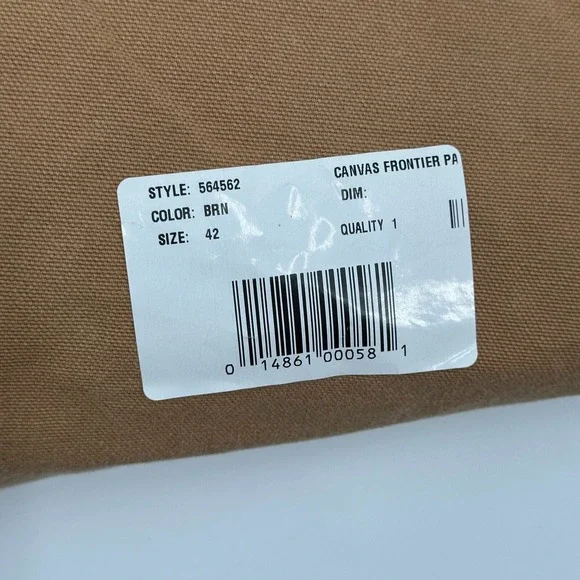 STYLE: 564562
COLOR: BRN
SIZE: 42
CANVAS FRONTIER PA
DIM:
QUALITY 1
0 14861 00058 1